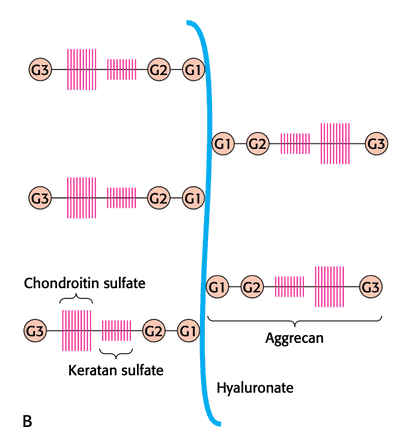 G3 G2 G1
G1 G2 G3
G3 G2 G1
Chondroitin sulfate
G1 G2 G3
G3 G2 G1
Aggrecan
Keratan sulfate
Hyaluronate
B